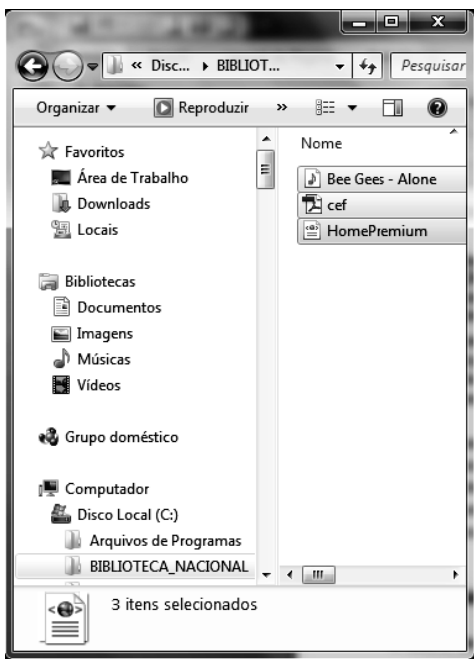 « Disc... ▸ BIBLIOT...
Pesquisar
Organizar
Reproduzir
»
Favoritos
Área de Trabalho
Downloads
Locais
Bibliotecas
Documentos
Imagens
Músicas
Vídeos
Grupo doméstico
Computador
Disco Local (C:)
Arquivos de Programas
BIBLIOTECA_NACIONAL
Nome
Bee Gees - Alone
cef
HomePremium
3 itens selecionados